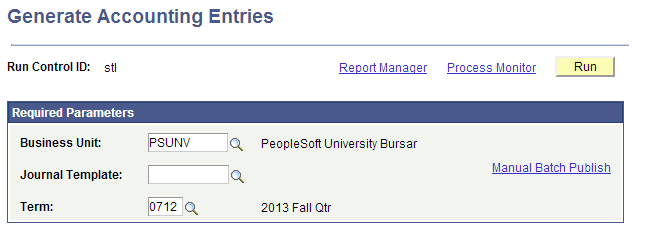 Generate Accounting Entries
Run Control ID: stl Report Manager Process Monitor Run
Required Parameters
Business Unit: PSUNV PeopleSoft University Bursar
Manual Batch Publish
Journal Template:
Term: 0712 2013 Fall Qtr